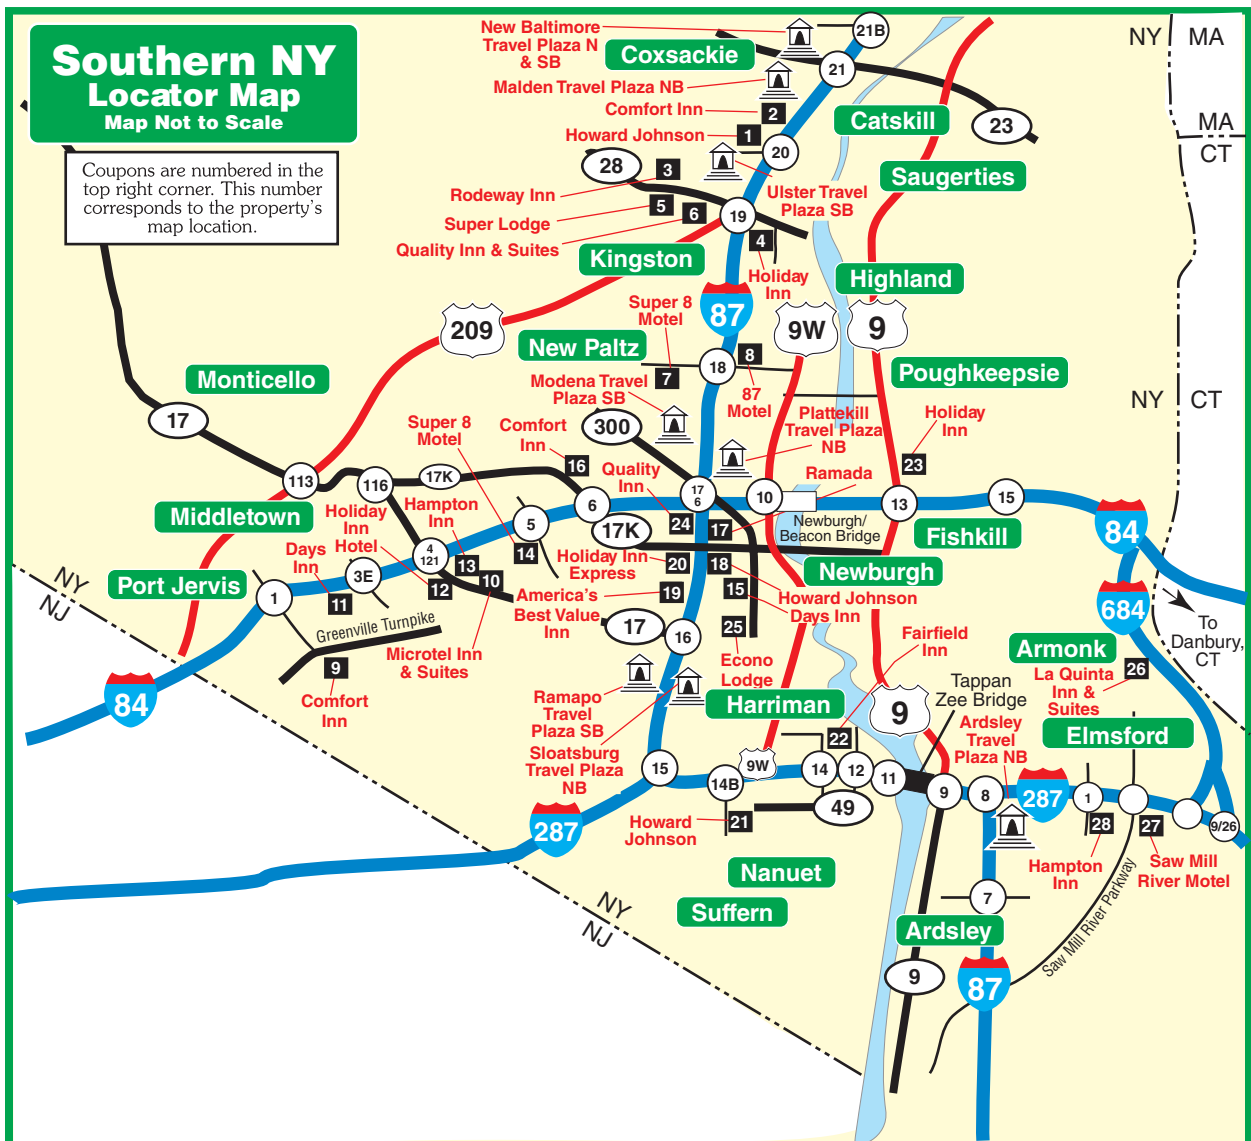 Southern NY
Locator Map
Map Not to Scale
Coupons are numbered in the
top right corner. This number
corresponds to the property's
map location.
New Baltimore
Travel Plaza N
& SB
Coxsackie
21B
NY
MA
21
Malden Travel Plaza NB
Comfort Inn
2
Catskill
23
MA
CT
Howard Johnson
1
20
28
3
Rodeway Inn
Ulster Travel
Plaza SB
Saugerties
5
6
19
Super Lodge
Quality Inn & Suites
4
Kingston
Holiday
Inn
Highland
Super 8
Motel
87
209
9W
9
New Paltz
18
8
7
87
Motel
Poughkeepsie
Monticello
Modena Travel
Plaza SB
NY
CT
17
300
Plattekill
Travel Plaza
NB
Holiday
Inn
Super 8
Motel
Comfort
Inn
16
23
113
116
17K
Quality
Inn
Ramada
6
17
6
10
13
15
Middletown
Holiday
Inn
Hotel
Hampton
Inn
5
17K
24
17
Newburgh/
Beacon Bridge
Fishkill
84
Days
Inn
4
121
13
14
Holiday Inn
Express
20
18
Newburgh
NY
NJ
Port Jervis
1
3E
11
12
10
America's
Best Value
Inn
19
15
Howard Johnson
Days Inn
684
To
Danbury,
CT
Greenville Turnpike
17
16
25
Fairfield
Inn
9
Comfort
Inn
Microtel Inn
& Suites
Econo
Lodge
Armonk
La Quinta
Inn &
Suites
26
84
Ramapo
Travel
Plaza SB
Harriman
Tappan
Zee Bridge
9
Sloatsburg
Travel Plaza
NB
22
Ardsley
Travel
Plaza NB
Elmsford
15
14B
9W
14
12
11
9
8
287
1
9/26
287
Howard
Johnson
21
49
28
27
Hampton
Inn
Saw Mill
River Motel
Nanuet
7
Suffern
NY
NJ
Ardsley
Saw Mill River Parkway
9
87